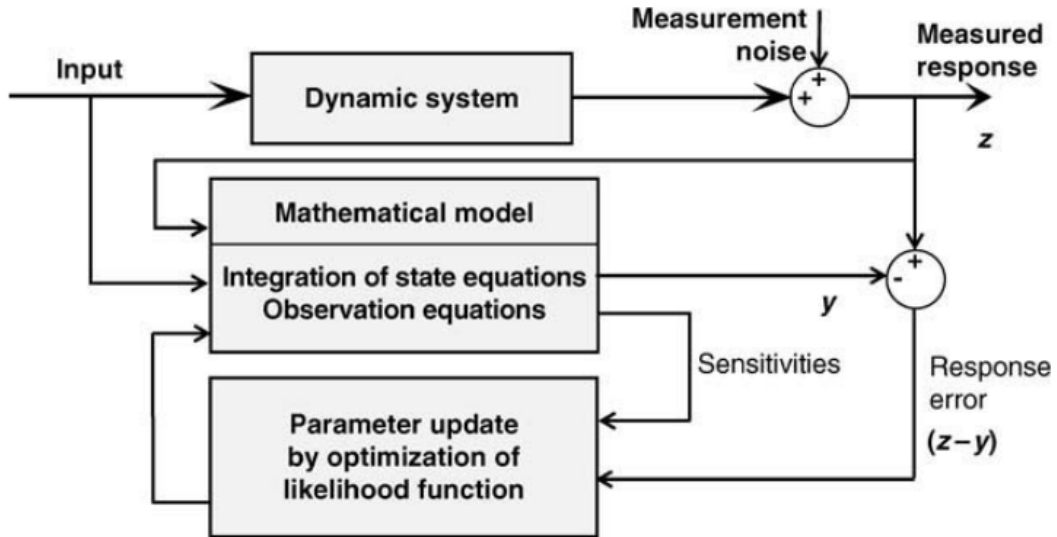 Measurement
noise
Measured
response
Input
Dynamic system
+
+
z
Mathematical model
Integration of state equations
Observation equations
+
-
y
Sensitivities
Response
error
(z–y)
Parameter update
by optimization of
likelihood function